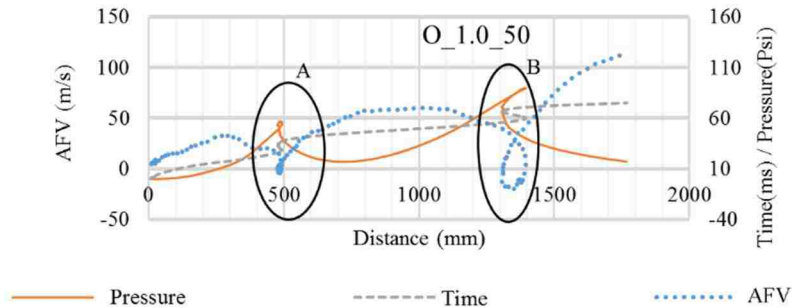 150
100
50
0
-50
AFV (m/s)
160
110
60
10
-40
Time(ms) / Pressure(Psi)
O_1.0_50
A
B
0
500
1000
1500
2000
Distance (mm)
Pressure
Time
AFV